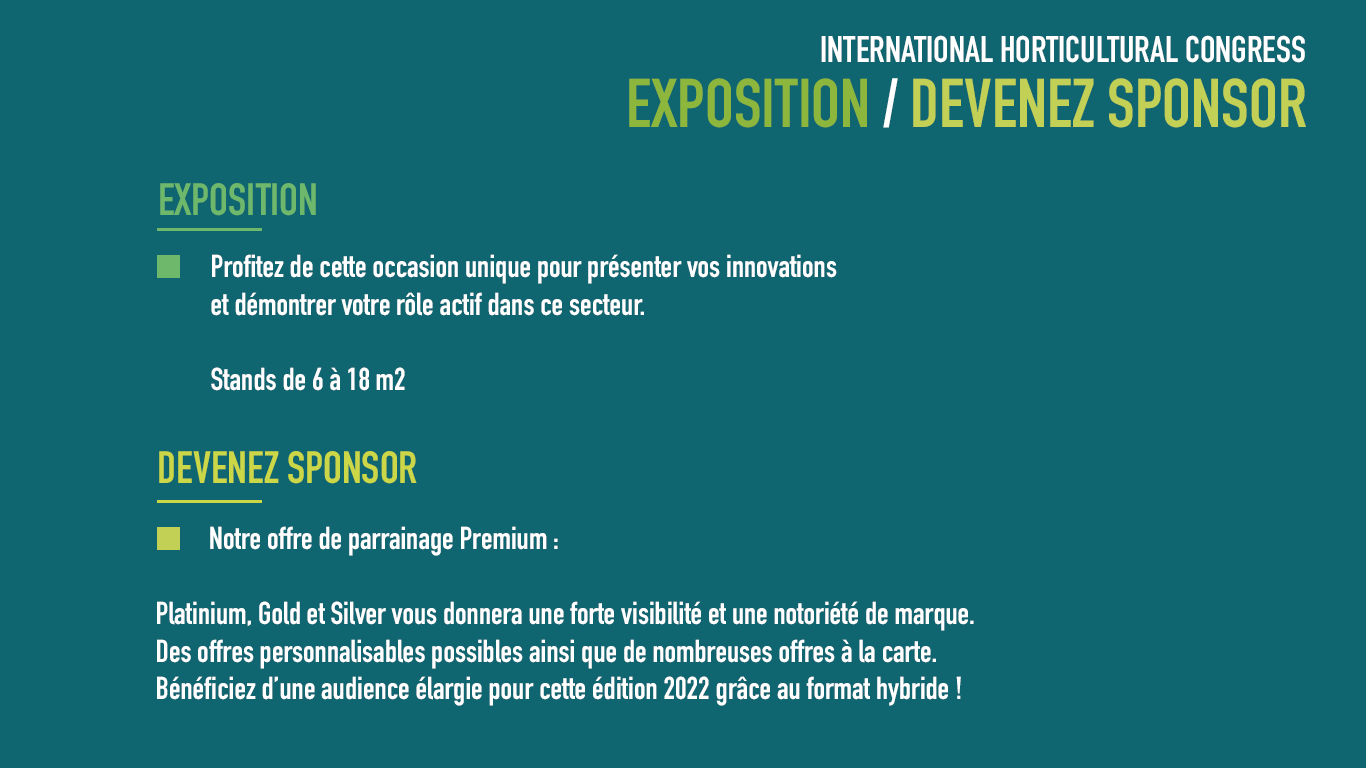 INTERNATIONAL HORTICULTURAL CONGRESS
EXPOSITION / DEVENEZ SPONSOR
EXPOSITION
Profitez de cette occasion unique pour présenter vos innovations
et démontrer votre rôle actif dans ce secteur.
Stands de 6 à 18 m2
DEVENEZ SPONSOR
Notre offre de parrainage Premium :
Platinium, Gold et Silver vous donnera une forte visibilité et une notoriété de marque.
Des offres personnalisables possibles ainsi que de nombreuses offres à la carte.
Bénéficiez d’une audience élargie pour cette édition 2022 grâce au format hybride !